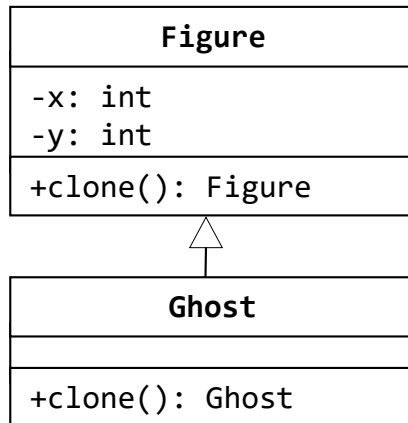 Figure
-x: int
-y: int
+clone(): Figure
Ghost
+clone(): Ghost